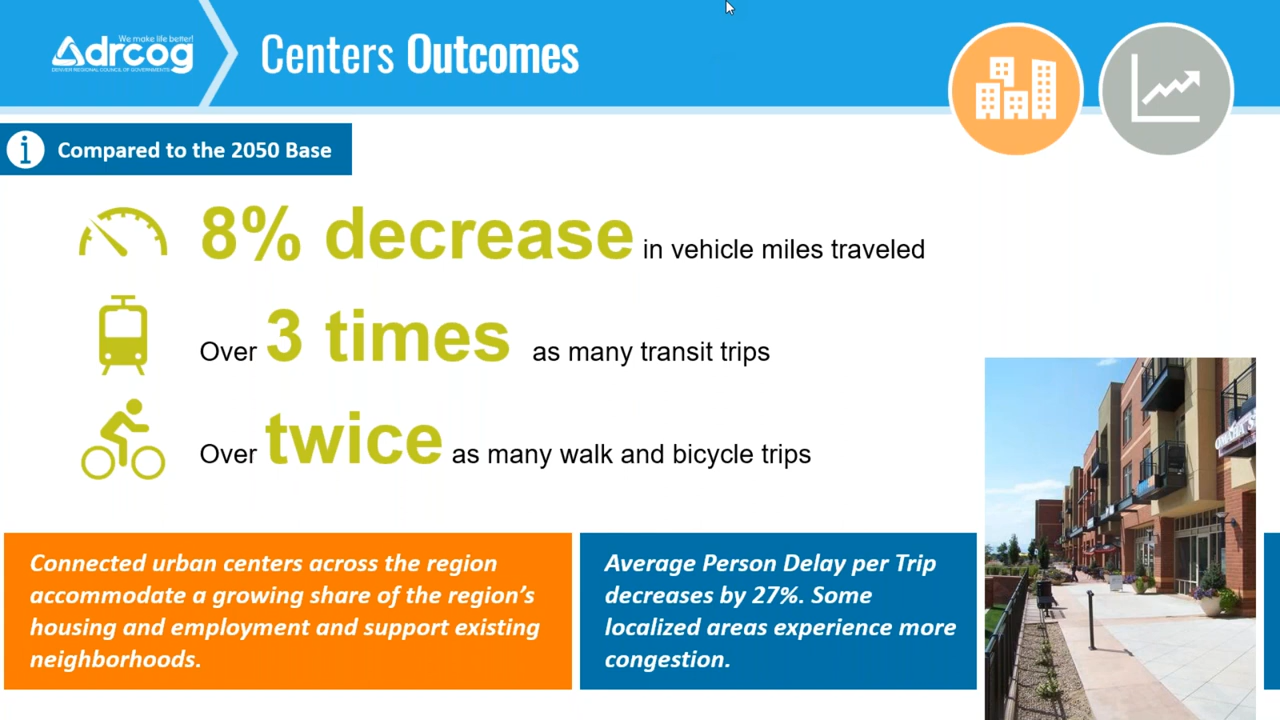 We make life better!
drcog
DENVER REGIONAL COUNCIL OF GOVERNMENTS
Centers Outcomes
Compared to the 2050 Base
8% decrease in vehicle miles traveled
Over 3 times as many transit trips
Over twice as many walk and bicycle trips
Connected urban centers across the region
accommodate a growing share of the region’s
housing and employment and support existing
neighborhoods.
Average Person Delay per Trip
decreases by 27%. Some
localized areas experience more
congestion.